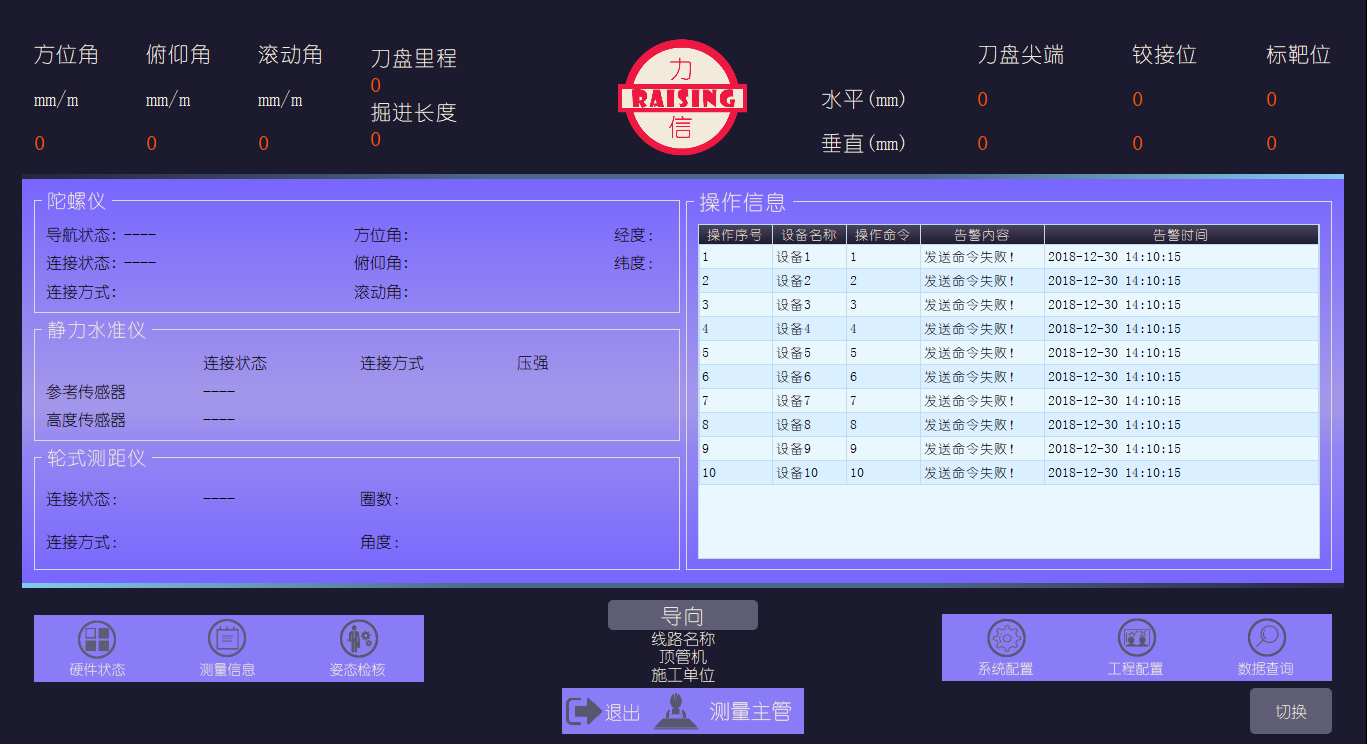 方位角 俯仰角 滚动角
mm/m mm/m mm/m
0 0 0
刀盘里程
0
掘进长度
0
力
RAISING
信
刀盘尖端 铰接位 标靶位
水平(mm) 0 0 0
垂直(mm) 0 0 0
陀螺仪
导航状态: ---- 方位角: 经度:
连接状态: ---- 俯仰角: 纬度:
连接方式: 滚动角:
静力水准仪
连接状态 连接方式 压强
参考传感器 ----
高度传感器 ----
轮式测距仪
连接状态: ---- 圈数:
连接方式: 角度:
操作信息
操作序号 设备名称 操作命令 告警内容 告警时间
1 设备1 1 发送命令失败! 2018-12-30 14:10:15
2 设备2 2 发送命令失败! 2018-12-30 14:10:15
3 设备3 3 发送命令失败! 2018-12-30 14:10:15
4 设备4 4 发送命令失败! 2018-12-30 14:10:15
5 设备5 5 发送命令失败! 2018-12-30 14:10:15
6 设备6 6 发送命令失败! 2018-12-30 14:10:15
7 设备7 7 发送命令失败! 2018-12-30 14:10:15
8 设备8 8 发送命令失败! 2018-12-30 14:10:15
9 设备9 9 发送命令失败! 2018-12-30 14:10:15
10 设备10 10 发送命令失败! 2018-12-30 14:10:15
硬件状态 测量信息 姿态检核
导向
线路名称
顶管机
施工单位
退出 测量主管
系统配置 工程配置 数据查询
切换